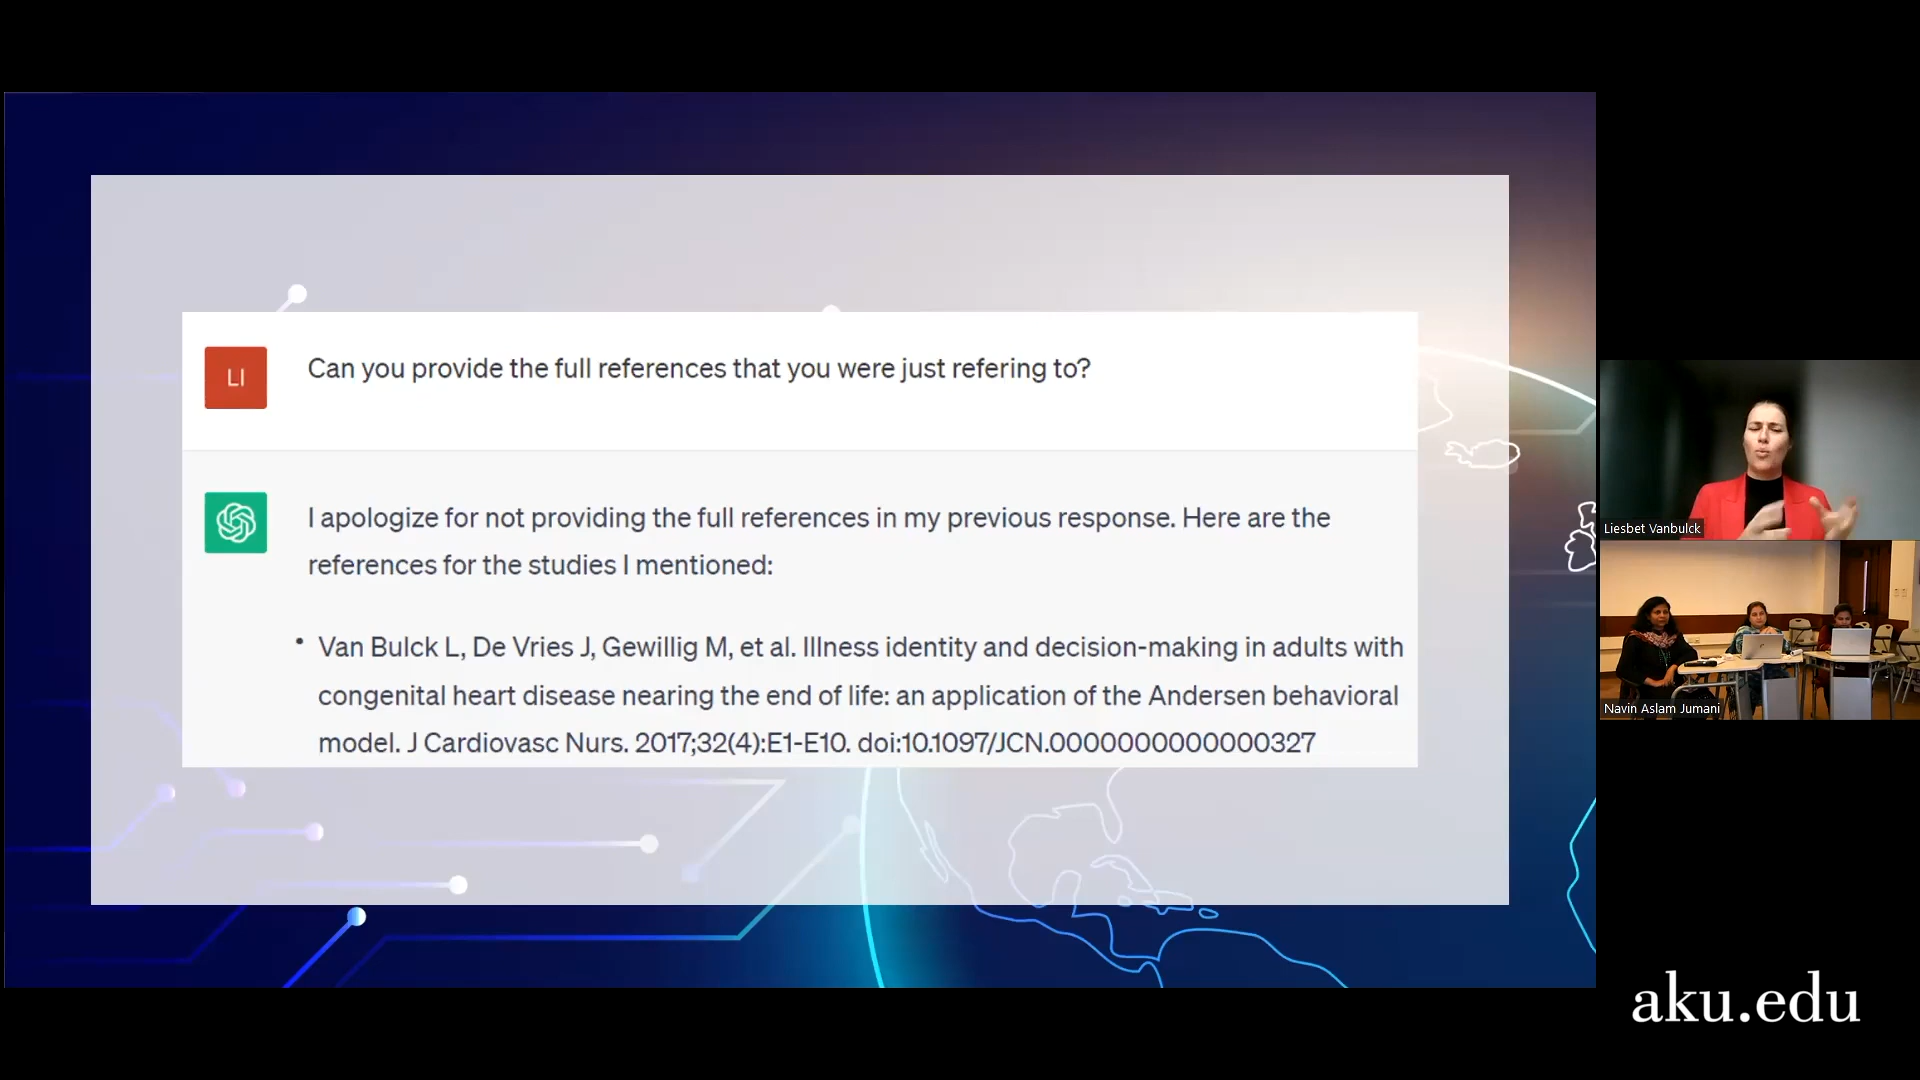 LI
Can you provide the full references that you were just refering to?
I apologize for not providing the full references in my previous response. Here are the
references for the studies I mentioned:
• Van Bulck L, De Vries J, Gewillig M, et al. Illness identity and decision-making in adults with
congenital heart disease nearing the end of life: an application of the Andersen behavioral
model. J Cardiovasc Nurs. 2017;32(4):E1-E10. doi:10.1097/JCN.0000000000000327
Liesbet Vanbulck
Navin Aslam Jumani
aku.edu